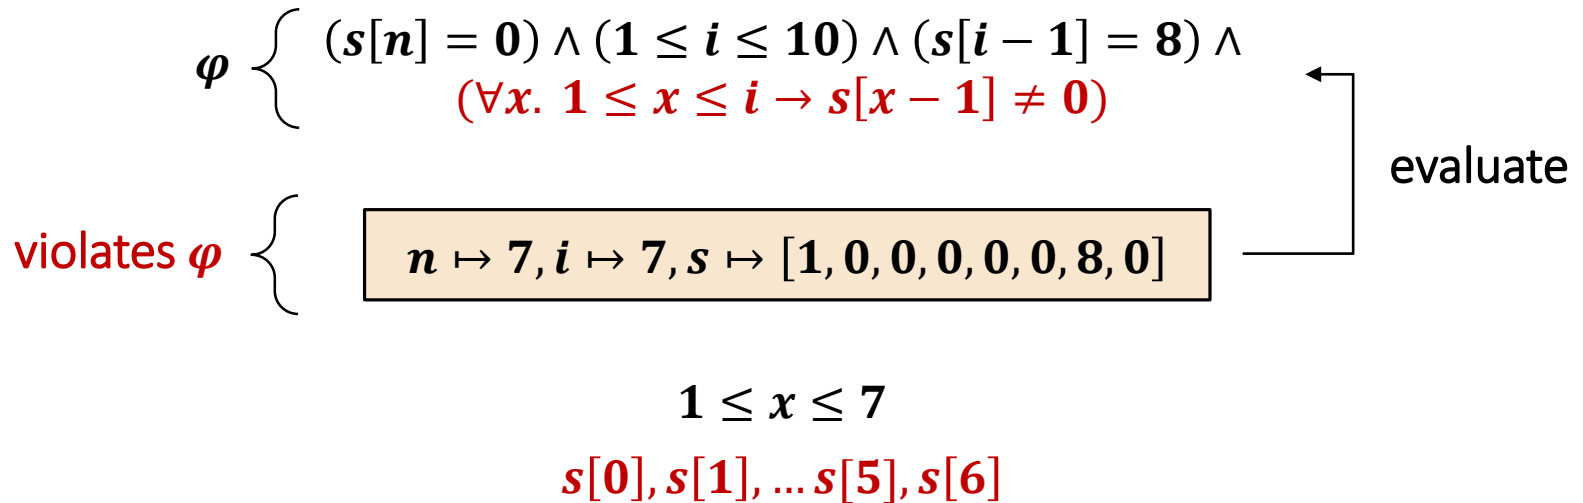 φ
(s[n] = 0) ∧ (1 ≤ i ≤ 10) ∧ (s[i − 1] = 8) ∧
(∀x. 1 ≤ x ≤ i → s[x − 1] ≠ 0)
evaluate
violates φ
n ↦ 7, i ↦ 7, s ↦ [1, 0, 0, 0, 0, 0, 8, 0]
1 ≤ x ≤ 7
s[0], s[1], … s[5], s[6]